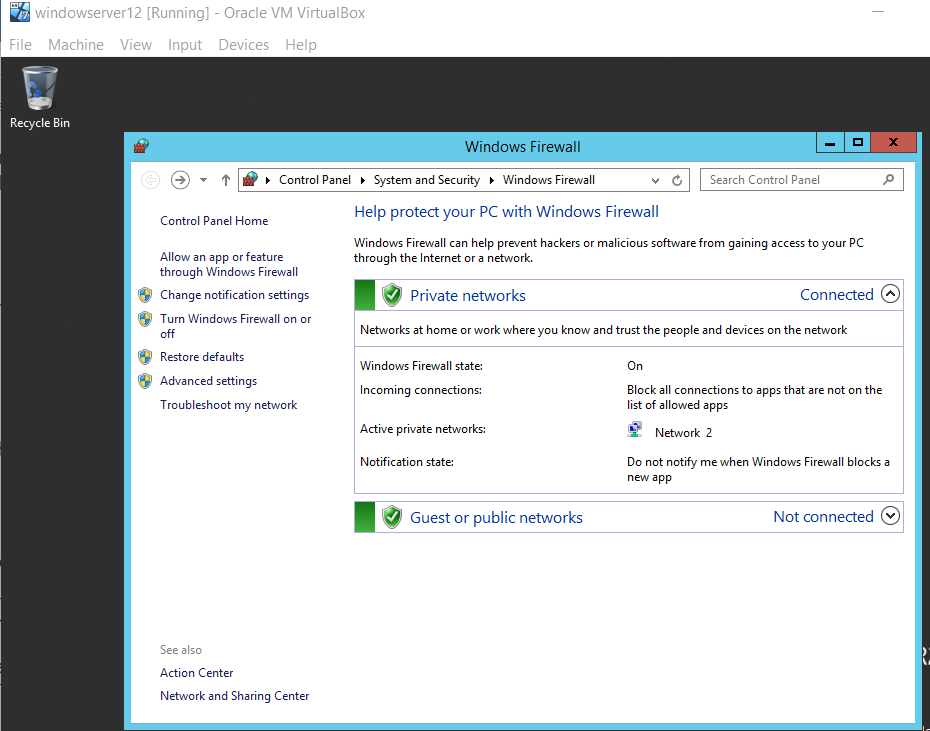 windowserver12 [Running] - Oracle VM VirtualBox
File Machine View Input Devices Help
Recycle Bin
Windows Firewall
Control Panel System and Security Windows Firewall
Search Control Panel
Control Panel Home
Allow an app or feature
through Windows Firewall
Change notification settings
Turn Windows Firewall on or
off
Restore defaults
Advanced settings
Troubleshoot my network
Help protect your PC with Windows Firewall
Windows Firewall can help prevent hackers or malicious software from gaining access to your PC
through the Internet or a network.
Private networks Connected
Networks at home or work where you know and trust the people and devices on the network
Windows Firewall state: On
Incoming connections: Block all connections to apps that are not on the
list of allowed apps
Active private networks: Network 2
Notification state: Do not notify me when Windows Firewall blocks a
new app
Guest or public networks Not connected
See also
Action Center
Network and Sharing Center